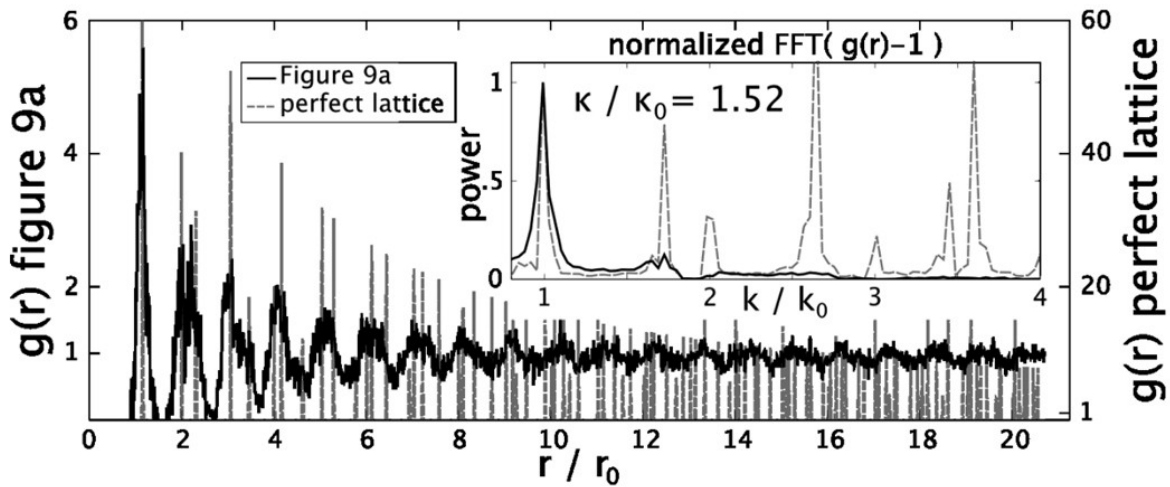 normalized FFT( g(r)-1 )
Figure 9a
perfect lattice
κ / κ0 = 1.52
power
1
.5
0
1 2 3 4
k / k0
g(r) figure 9a
6
4
2
1
g(r) perfect lattice
60
40
20
1
0 2 4 6 8 10 12 14 16 18 20
r / r0